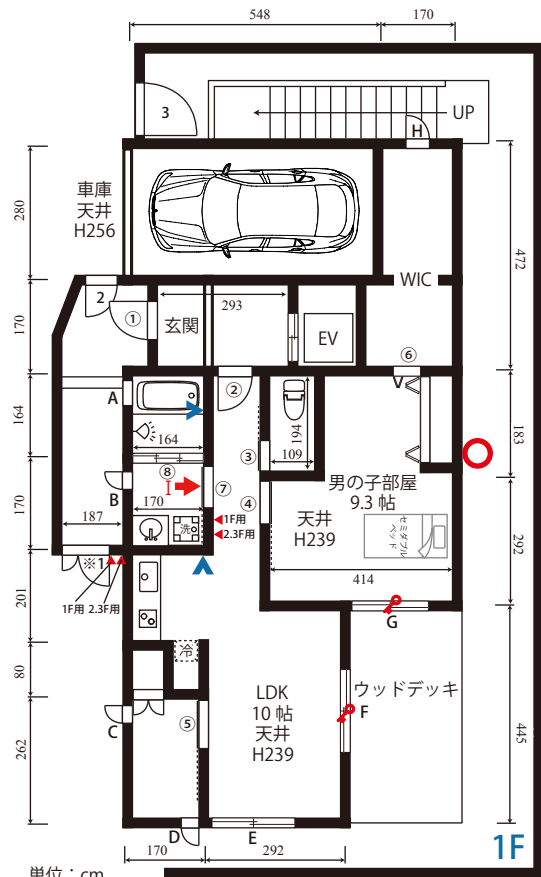 548
170
3
UP
H
車庫
天井
H256
280
472
WIC
2
①
玄関
293
170
EV
⑥
V
A
②
164
164
③
194
109
183
男の子部屋
9.3 帖
⑧
⑦
④
B
170
170
天井
H239
セミダブル
ベッド
洗
1F用
2.3F用
187
414
292
※1
1F用 2.3F用
G
201
冷
80
LDK
10 帖
天井
H239
ウッドデッキ
F
⑤
C
262
445
D
E
1F
170
292
単位：cm